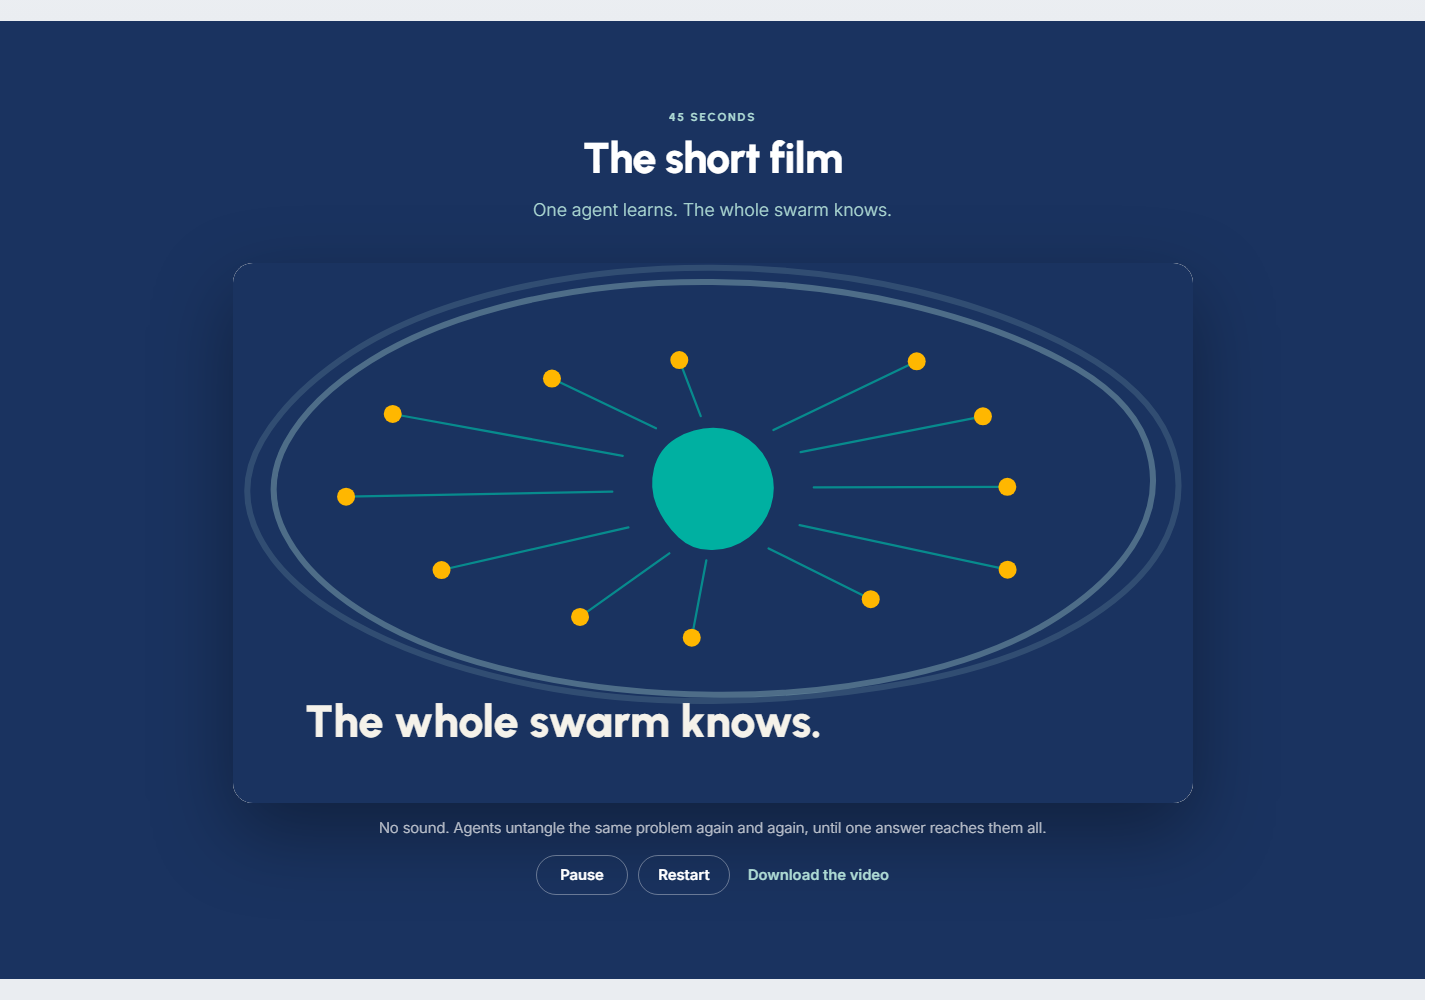 45 SECONDS
The short film
One agent learns. The whole swarm knows.
The whole swarm knows.
No sound. Agents untangle the same problem again and again, until one answer reaches them all.
Pause
Restart
Download the video